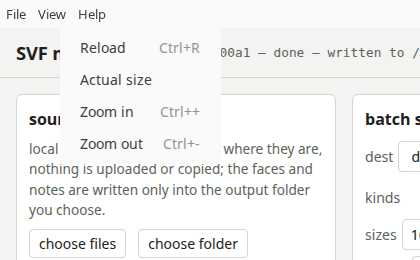 File View Help
Reload Ctrl+R
Actual size
Zoom in Ctrl++
Zoom out Ctrl+-
SVF
00a1 — done — written to /
local where they are,
nothing is uploaded or copied; the faces and
notes are written only into the output folder
you choose.
choose files choose folder
batch
dest
kinds
sizes